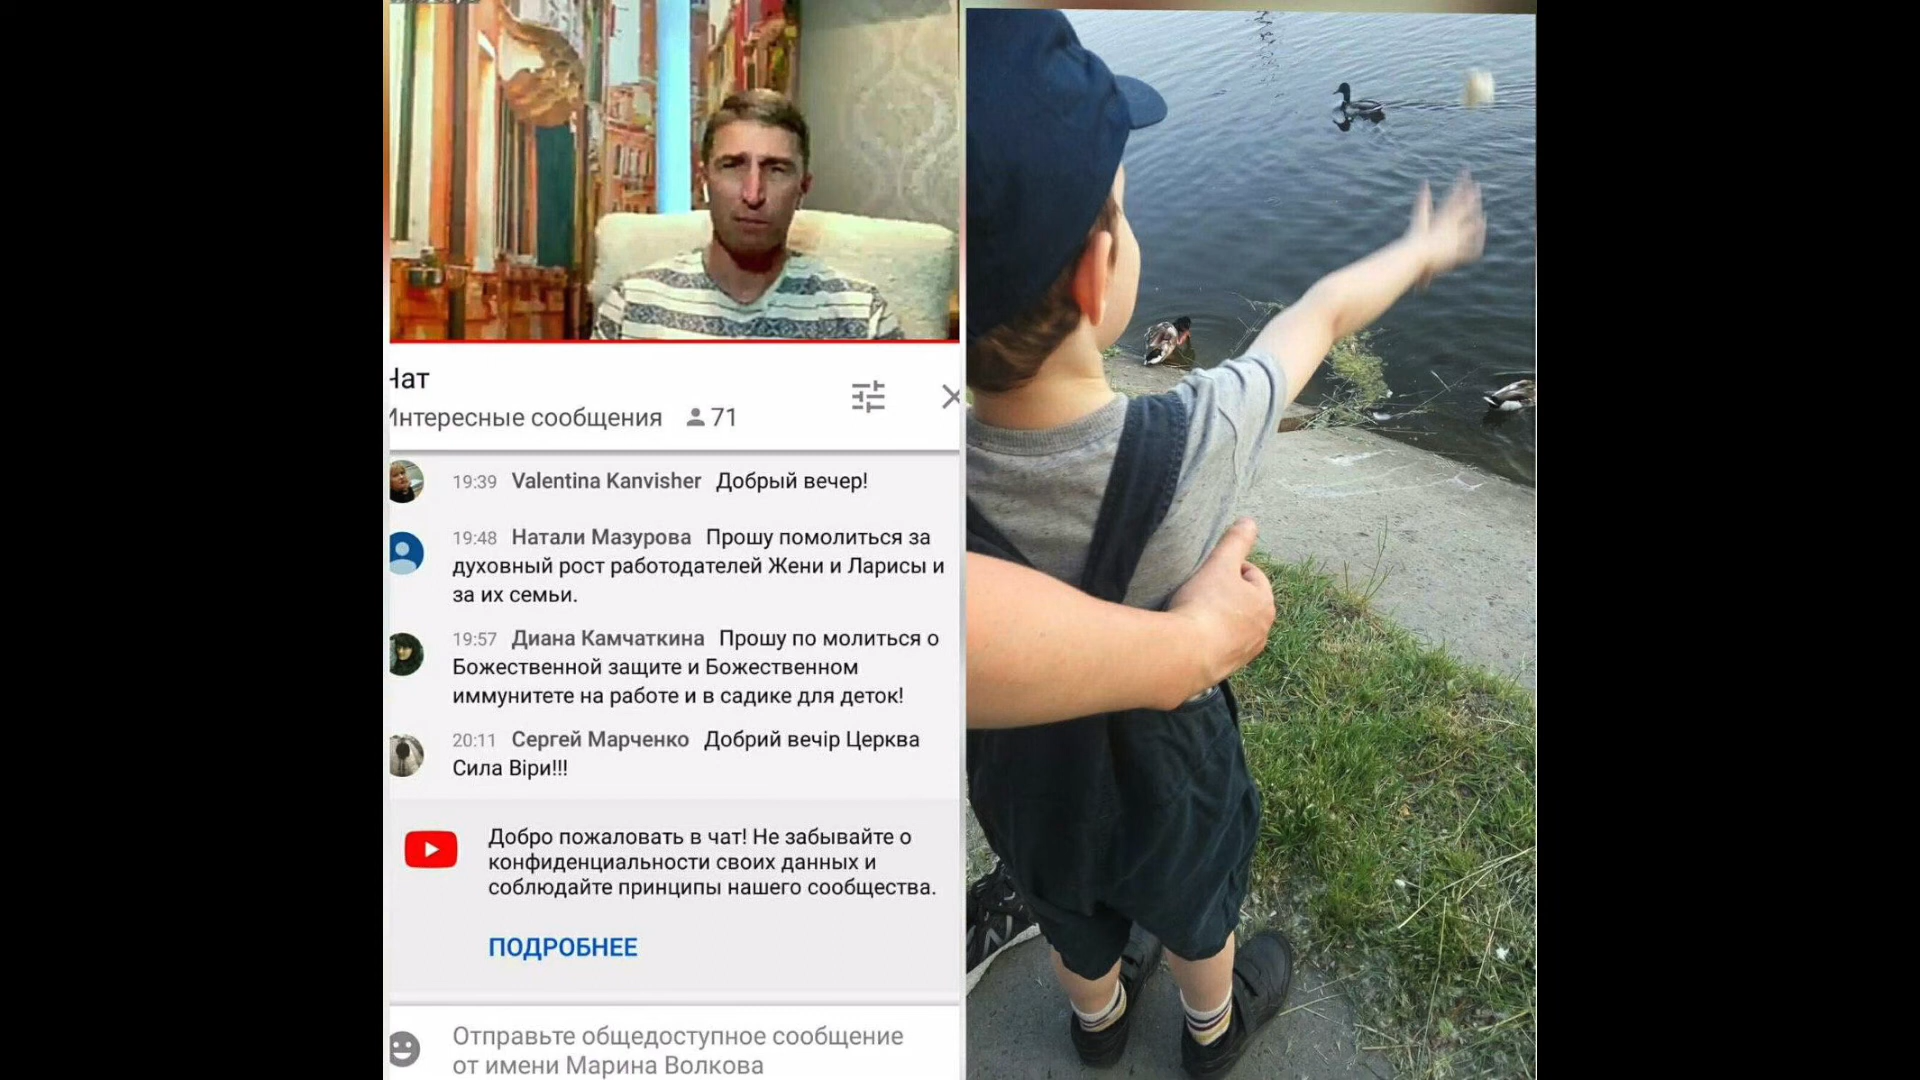 Чат
Интересные сообщения 71
19:39 Valentina Kanvisher Добрый вечер!
19:48 Натали Мазурова Прошу помолиться за
духовный рост работодателей Жени и Ларисы и
за их семьи.
19:57 Диана Камчаткина Прошу по молиться о
Божественной защите и Божественном
иммунитете на работе и в садике для деток!
20:11 Сергей Марченко Добрий вечір Церква
Сила Віри!!!
Добро пожаловать в чат! Не забывайте о
конфиденциальности своих данных и
соблюдайте принципы нашего сообщества.
ПОДРОБНЕЕ
Отправьте общедоступное сообщение
от имени Марина Волкова